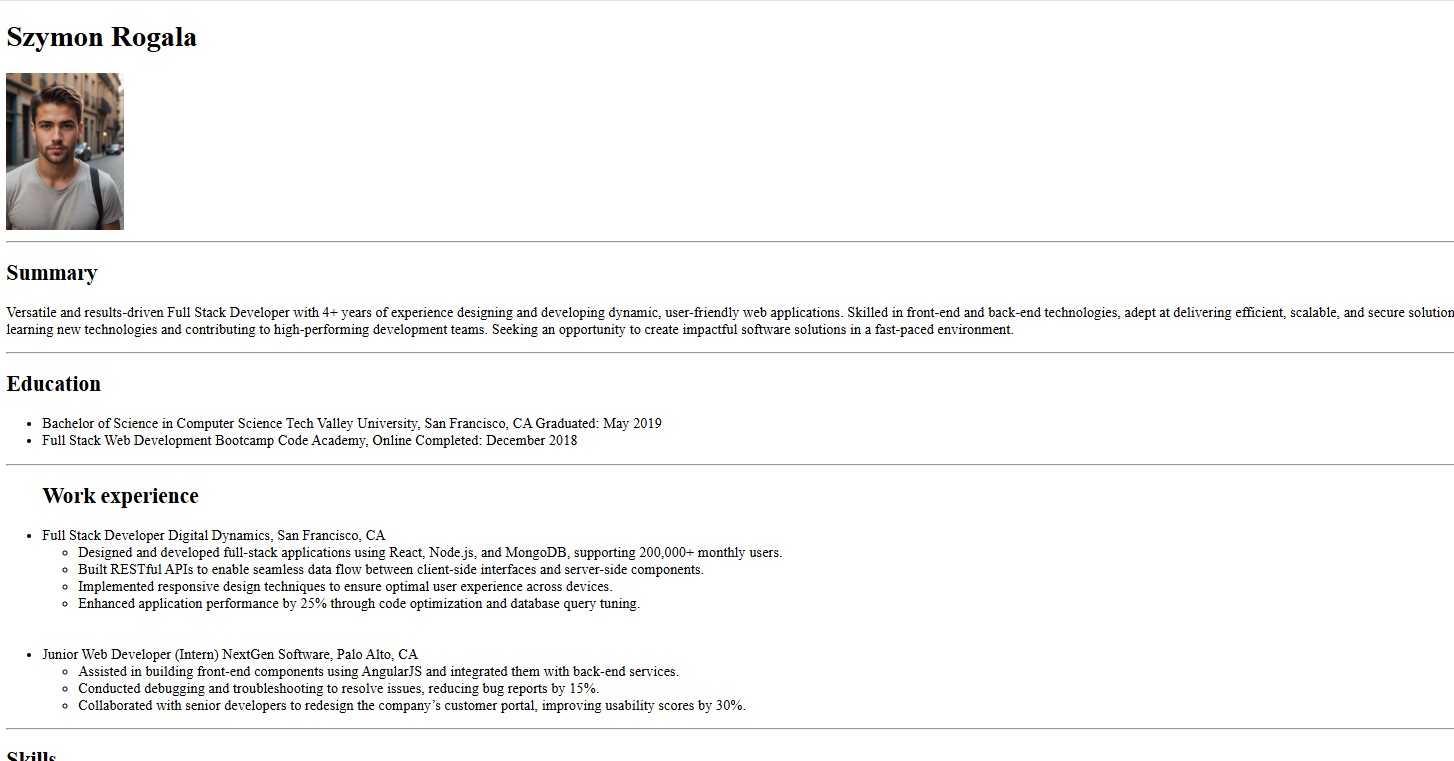 Szymon Rogala
Summary
Versatile and results-driven Full Stack Developer with 4+ years of experience designing and developing dynamic, user-friendly web applications. Skilled in front-end and back-end technologies, adept at delivering efficient, scalable, and secure solution
learning new technologies and contributing to high-performing development teams. Seeking an opportunity to create impactful software solutions in a fast-paced environment.
Education
• Bachelor of Science in Computer Science Tech Valley University, San Francisco, CA Graduated: May 2019
• Full Stack Web Development Bootcamp Code Academy, Online Completed: December 2018
Work experience
• Full Stack Developer Digital Dynamics, San Francisco, CA
◦ Designed and developed full-stack applications using React, Node.js, and MongoDB, supporting 200,000+ monthly users.
◦ Built RESTful APIs to enable seamless data flow between client-side interfaces and server-side components.
◦ Implemented responsive design techniques to ensure optimal user experience across devices.
◦ Enhanced application performance by 25% through code optimization and database query tuning.
• Junior Web Developer (Intern) NextGen Software, Palo Alto, CA
◦ Assisted in building front-end components using AngularJS and integrated them with back-end services.
◦ Conducted debugging and troubleshooting to resolve issues, reducing bug reports by 15%.
◦ Collaborated with senior developers to redesign the company’s customer portal, improving usability scores by 30%.
Skills